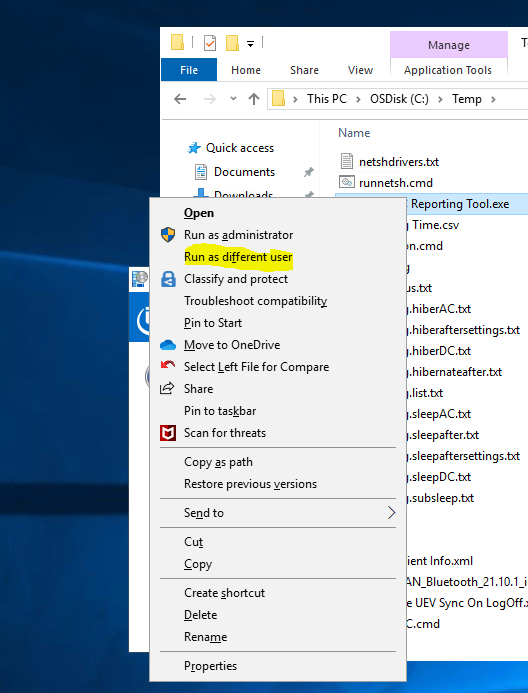 Manage
File
Home
Share
View
Application Tools
This PC
OSDisk (C:)
Temp
Quick access
Name
Documents
Downloads
netshdrivers.txt
runnetsh.cmd
Reporting Tool.exe
Time.csv
on.cmd
g
us.txt
g.hiberAC.txt
g.hiberaftersettings.txt
g.hiberDC.txt
g.hibernateafter.txt
g.list.txt
g.sleepAC.txt
g.sleepafter.txt
g.sleepaftersettings.txt
g.sleepDC.txt
g.subsleep.txt
ient Info.xml
AN_Bluetooth_21.10.1_i
e UEV Sync On LogOff.x
C.cmd
Open
Run as administrator
Run as different user
Classify and protect
Troubleshoot compatibility
Pin to Start
Move to OneDrive
Select Left File for Compare
Share
Pin to taskbar
Scan for threats
Copy as path
Restore previous versions
Send to
Cut
Copy
Create shortcut
Delete
Rename
Properties